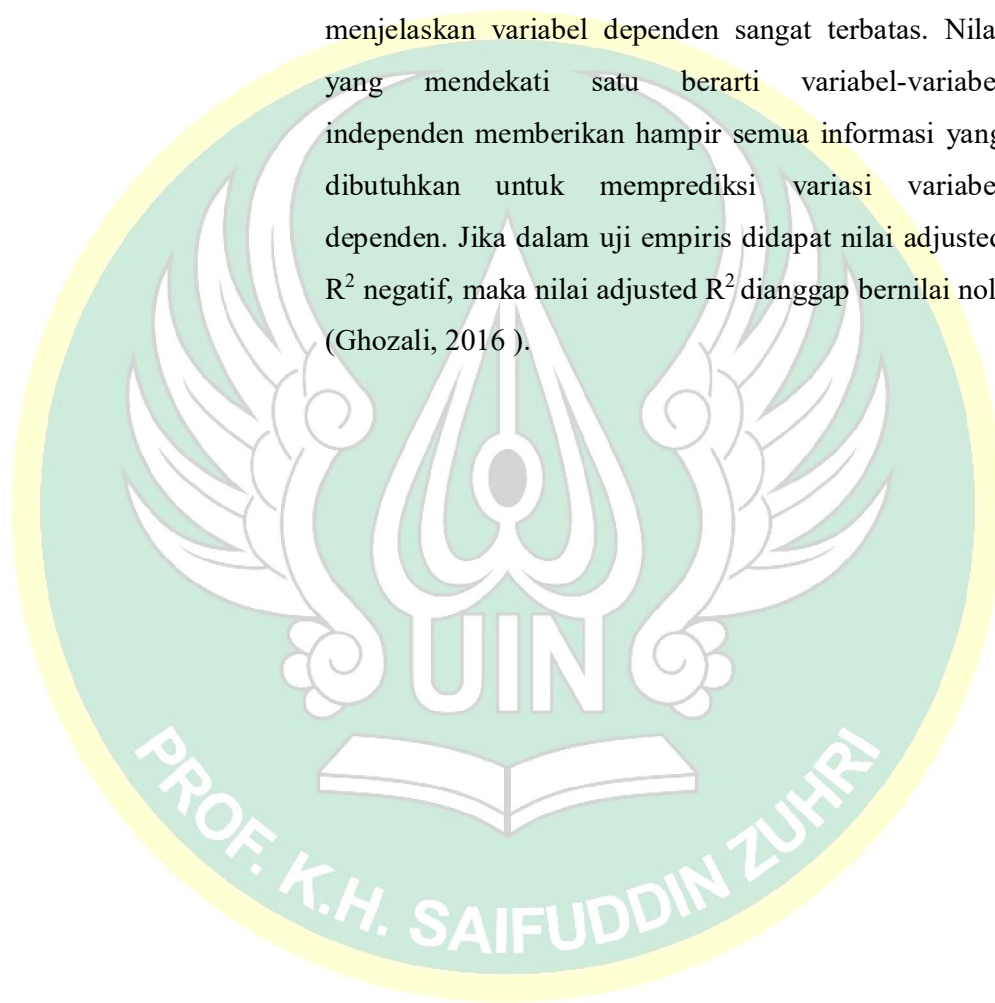 menjelaskan variabel dependen sangat terbatas. Nila
yang mendekati satu berarti variabel-variabe
independen memberikan hampir semua informasi yang
dibutuhkan untuk memprediksi variasi variabe
dependen. Jika dalam uji empiris didapat nilai adjusted
R² negatif, maka nilai adjusted R² dianggap bernilai nol
(Ghozali, 2016 ).
UIN
PROF. K.H. SAIFUDDIN ZUHRI